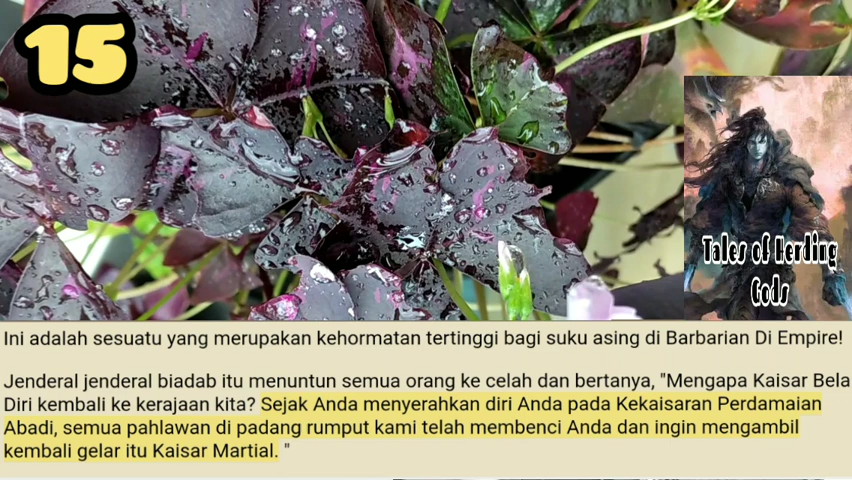 15
Tales of Herding
Gods
Ini adalah sesuatu yang merupakan kehormatan tertinggi bagi suku asing di Barbarian Di Empire!
Jenderal jenderal biadab itu menuntun semua orang ke celah dan bertanya, "Mengapa Kaisar Bela
Diri kembali ke kerajaan kita? Sejak Anda menyerahkan diri Anda pada Kekaisaran Perdamaian
Abadi, semua pahlawan di padang rumput kami telah membenci Anda dan ingin mengambil
kembali gelar itu Kaisar Martial. "